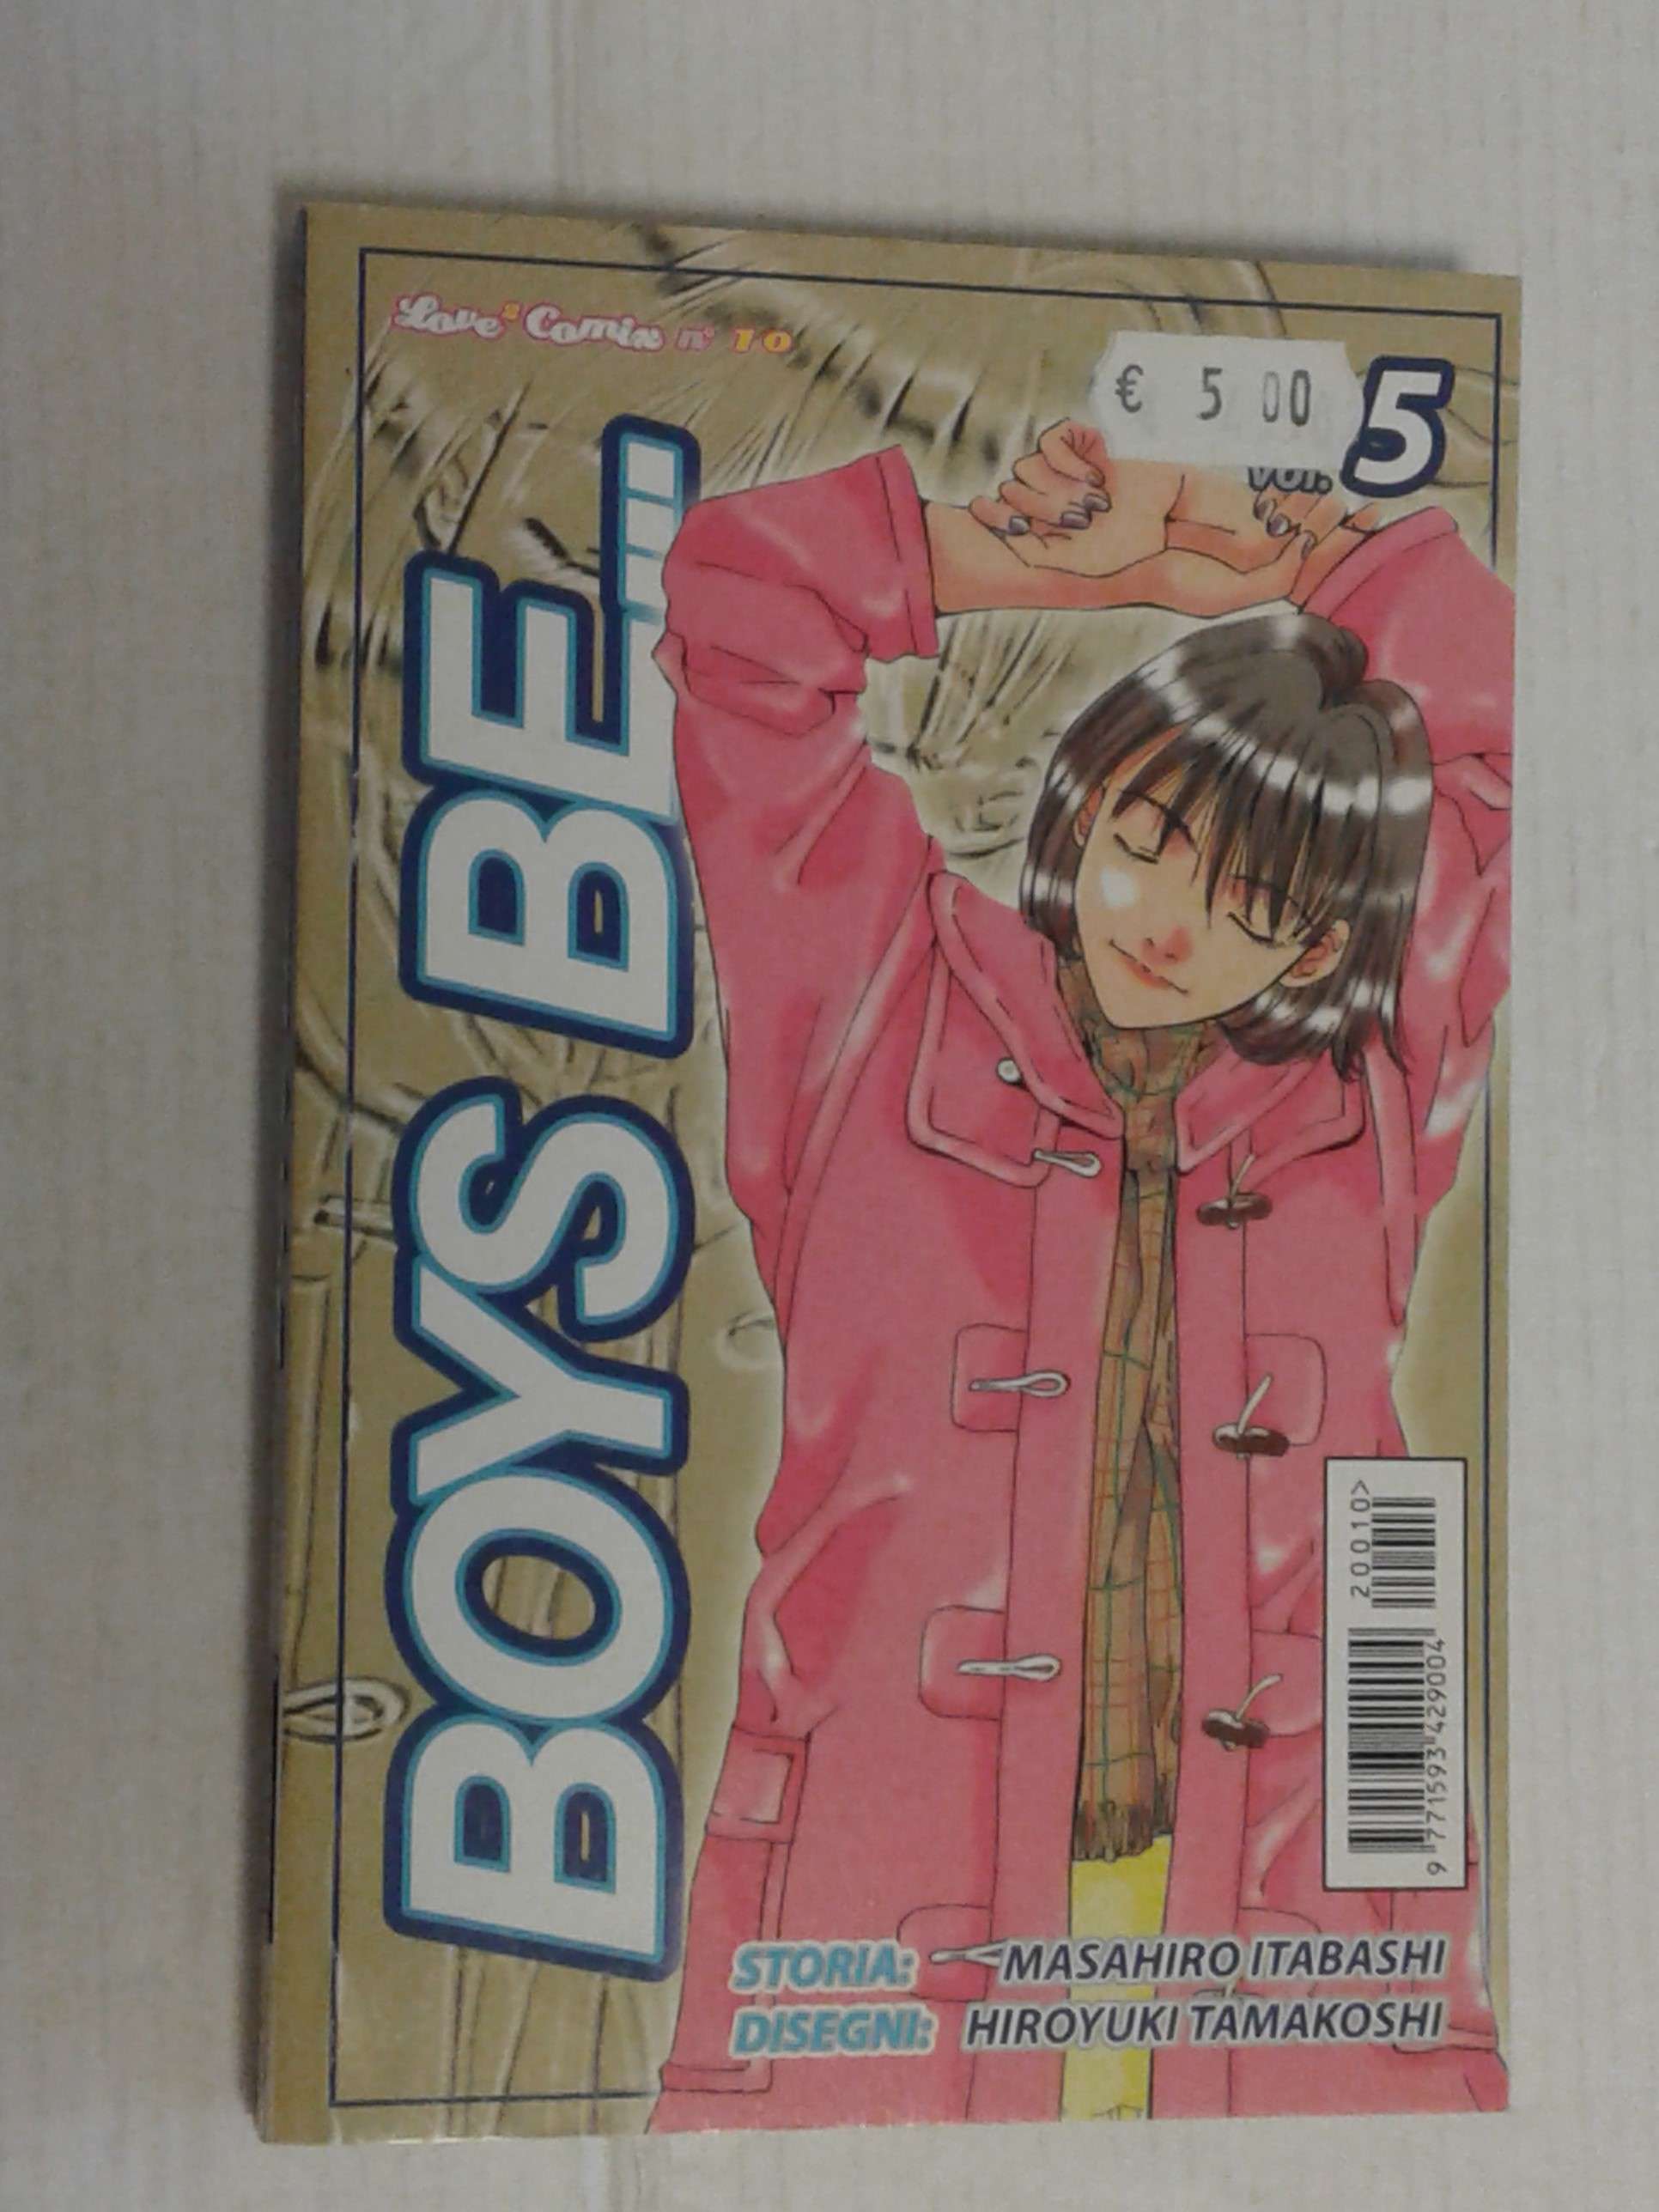 Love² Comix n° 10
€ 5 00
vol. 5
BOYS BE...
20010>
9 771593 429004
STORIA: MASAHIRO ITABASHI
DISEGNI: HIROYUKI TAMAKOSHI